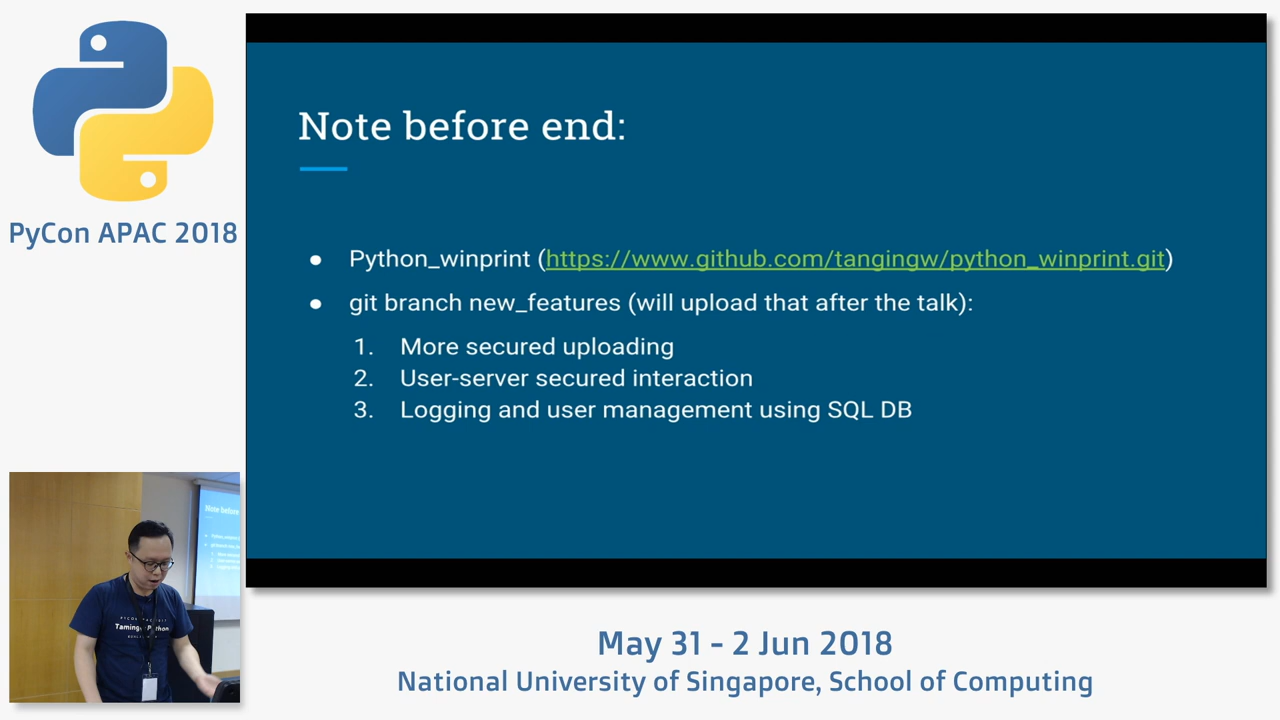 PyCon APAC 2018
Note before end:
● Python_winprint (https://www.github.com/tangingw/python_winprint.git)
● git branch new_features (will upload that after the talk):
1. More secured uploading
2. User-server secured interaction
3. Logging and user management using SQL DB
Note before
May 31 - 2 Jun 2018
National University of Singapore, School of Computing